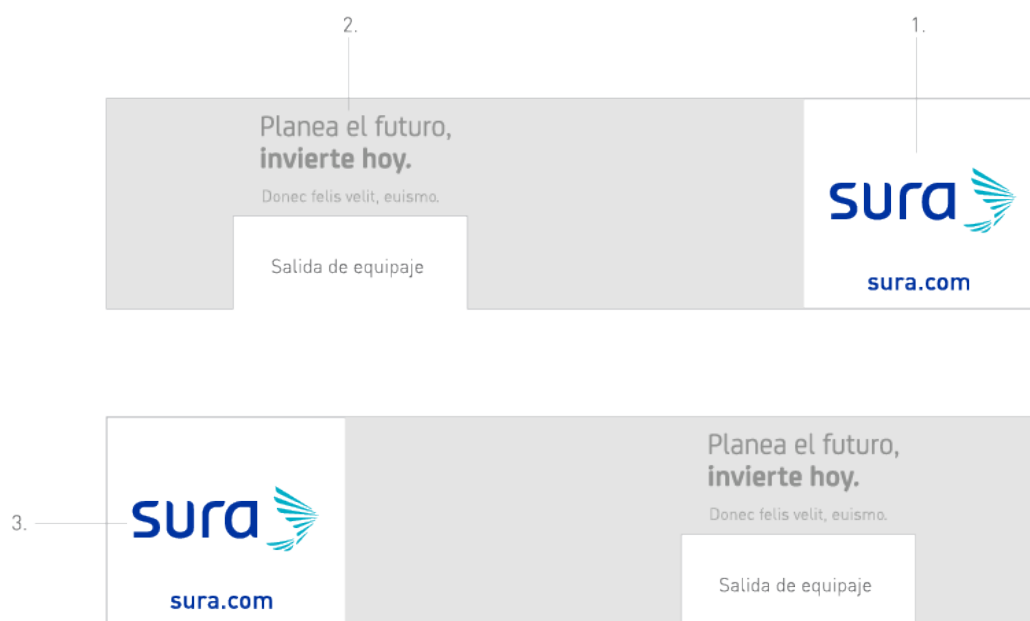 2.
1.
Planea el futuro,
invierte hoy.
Donec felis velit, euismo.
Salida de equipaje
sura
sura.com
3.
sura
sura.com
Planea el futuro,
invierte hoy.
Donec felis velit, euismo.
Salida de equipaje